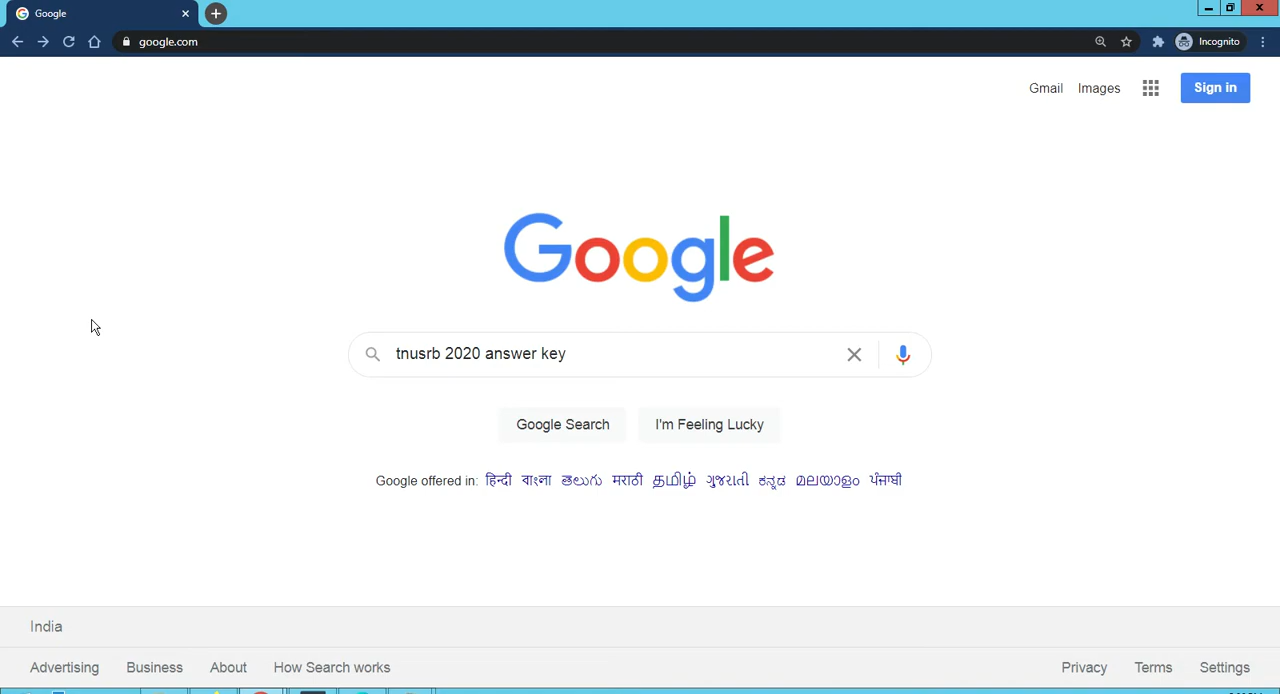 Google
google.com
Incognito
Gmail Images Sign in
Google
tnusrb 2020 answer key
Google Search I'm Feeling Lucky
Google offered in: हिन्दी বাংলা తెలుగు मराठी தமிழ் ગુજરાતી ಕನ್ನಡ മലയാളം ਪੰਜਾਬੀ
India
Advertising Business About How Search works Privacy Terms Settings